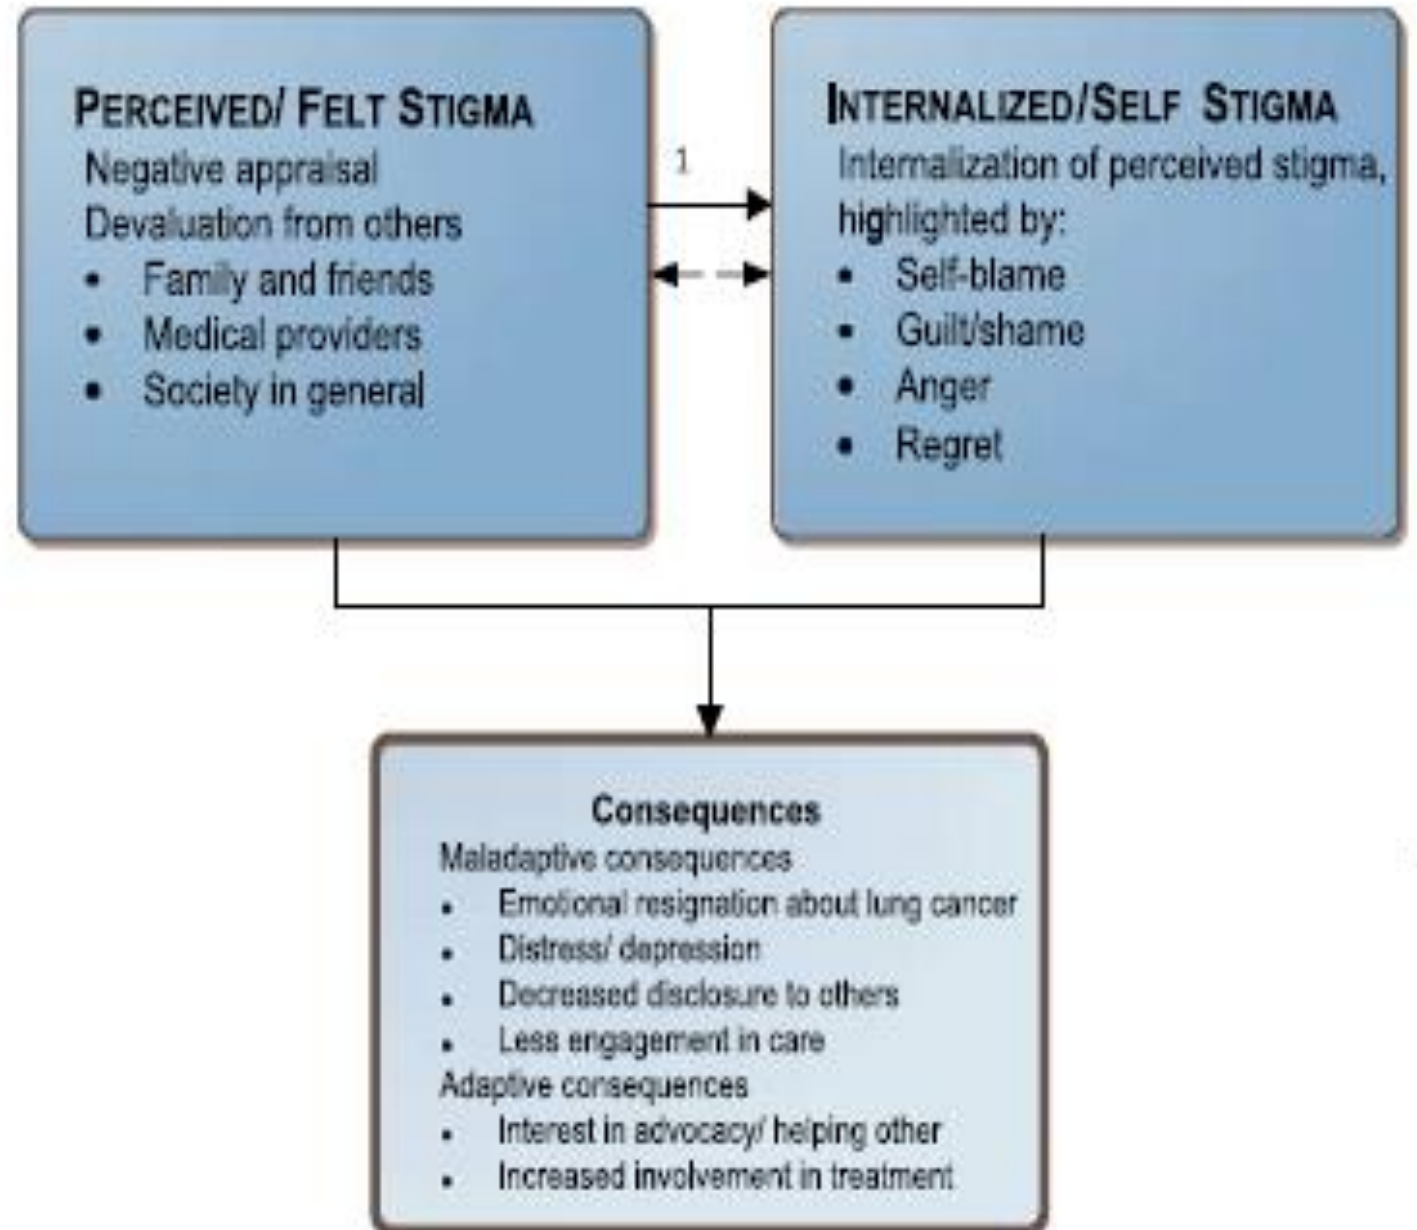 PERCEIVED/ FELT STIGMA
Negative appraisal
Devaluation from others
• Family and friends
• Medical providers
• Society in general
1
INTERNALIZED/SELF STIGMA
Internalization of perceived stigma,
highlighted by:
• Self-blame
• Guilt/shame
• Anger
• Regret
Consequences
Maladaptive consequences
• Emotional resignation about lung cancer
• Distress/ depression
• Decreased disclosure to others
• Less engagement in care
Adaptive consequences
• Interest in advocacy/ helping other
• Increased involvement in treatment